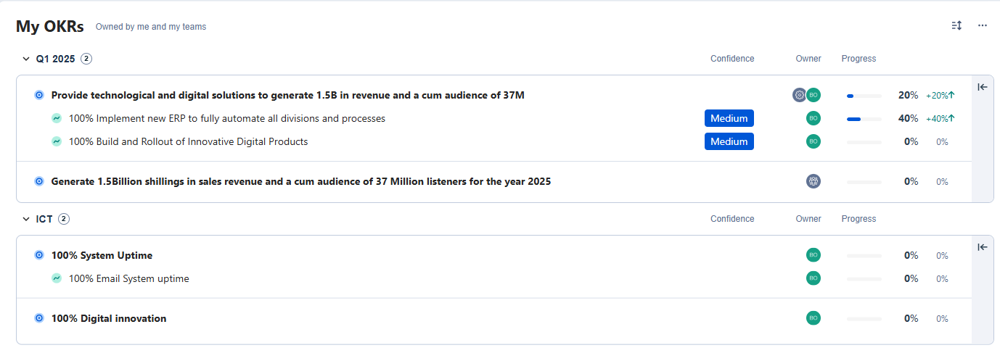 My OKRs Owned by me and my teams
Q1 2025 2 Confidence Owner Progress
Provide technological and digital solutions to generate 1.5B in revenue and a cum audience of 37M BO 20% +20%↑
100% Implement new ERP to fully automate all divisions and processes Medium BO 40% +40%↑
100% Build and Rollout of Innovative Digital Products Medium BO 0% 0%
Generate 1.5Billion shillings in sales revenue and a cum audience of 37 Million listeners for the year 2025 0% 0%
ICT 2 Confidence Owner Progress
100% System Uptime BO 0% 0%
100% Email System uptime BO 0% 0%
100% Digital innovation BO 0% 0%